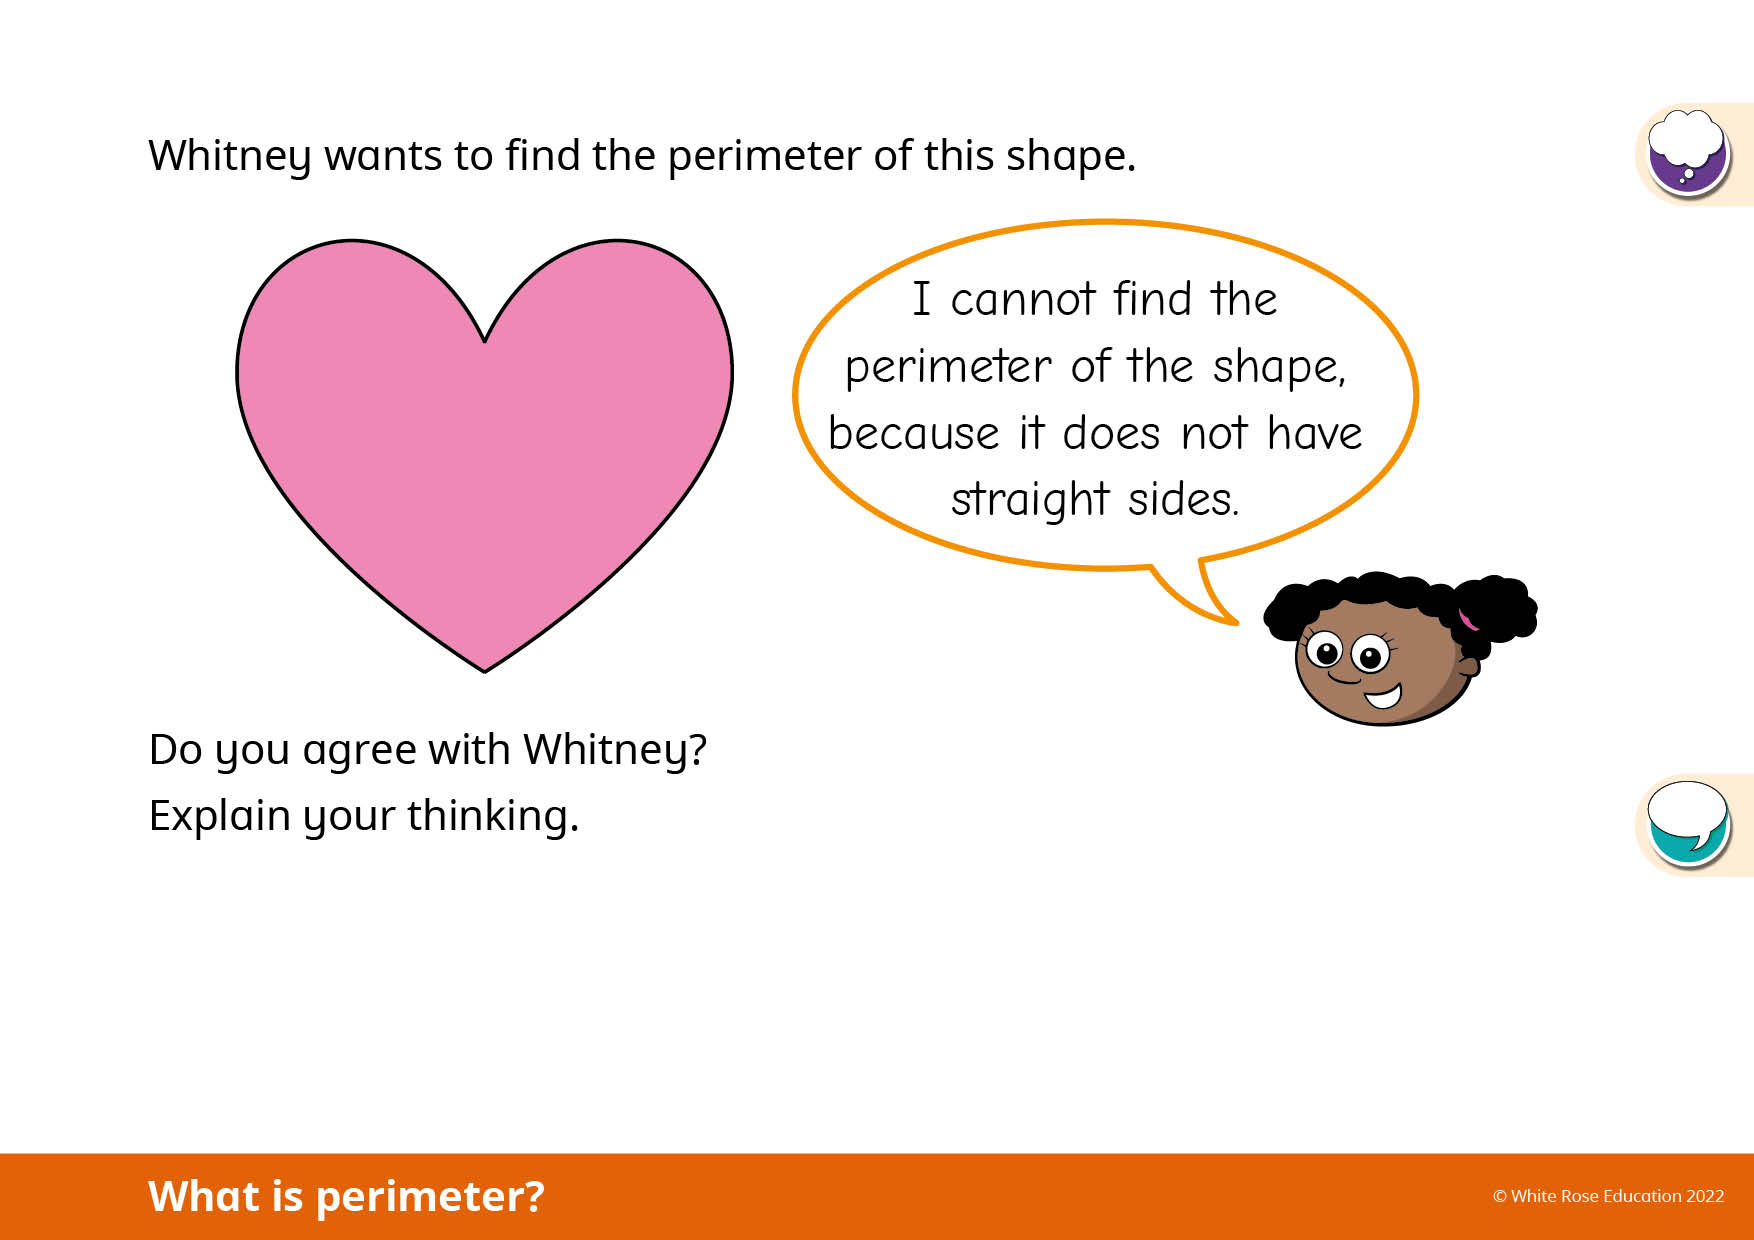 Whitney wants to find the perimeter of this shape.
I cannot find the
perimeter of the shape,
because it does not have
straight sides.
Do you agree with Whitney?
Explain your thinking.
What is perimeter?
© White Rose Education 2022